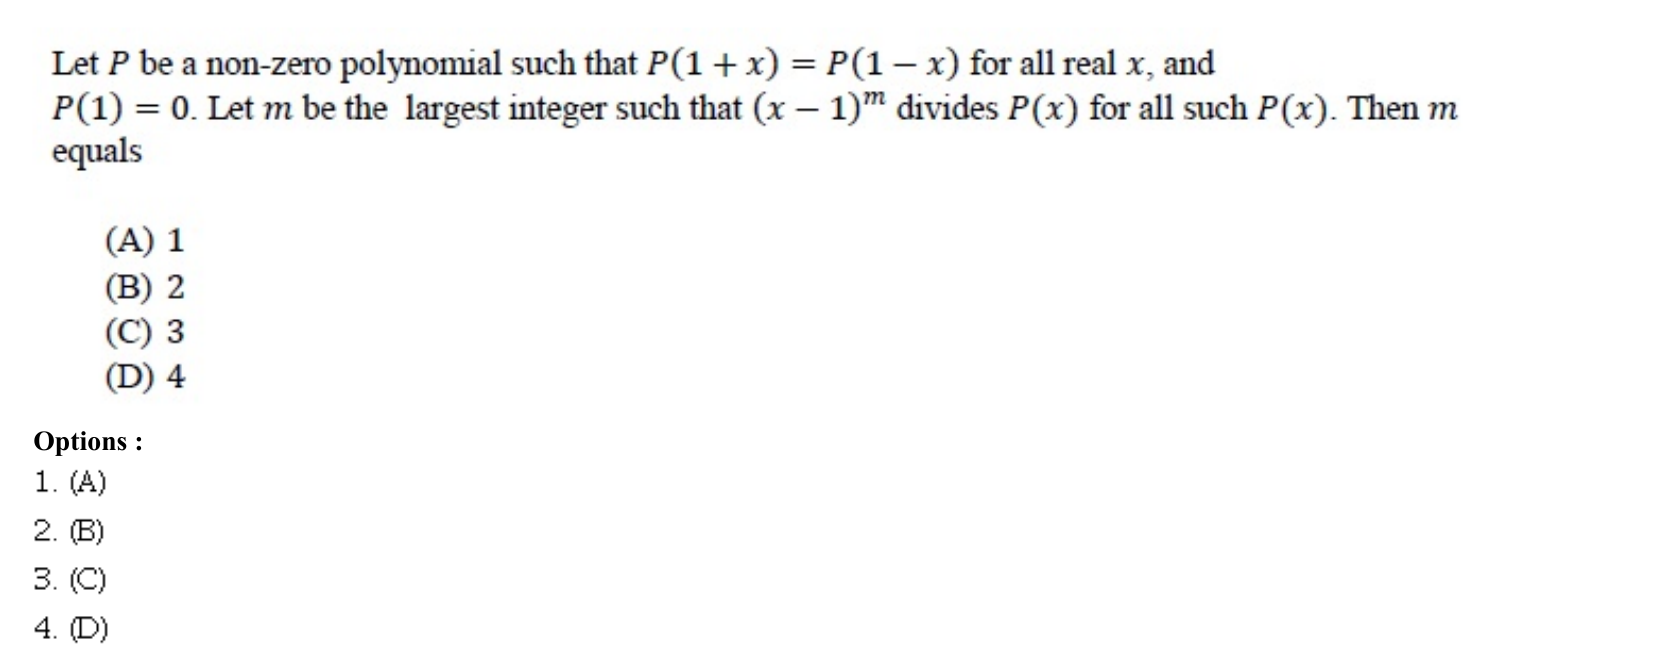 Let P be a non-zero polynomial such that P(1 + x) = P(1 − x) for all real x, and
P(1) = 0. Let m be the largest integer such that (x − 1)ᵐ divides P(x) for all such P(x). Then m
equals
(A) 1
(B) 2
(C) 3
(D) 4
Options :
1. (A)
2. (B)
3. (C)
4. (D)